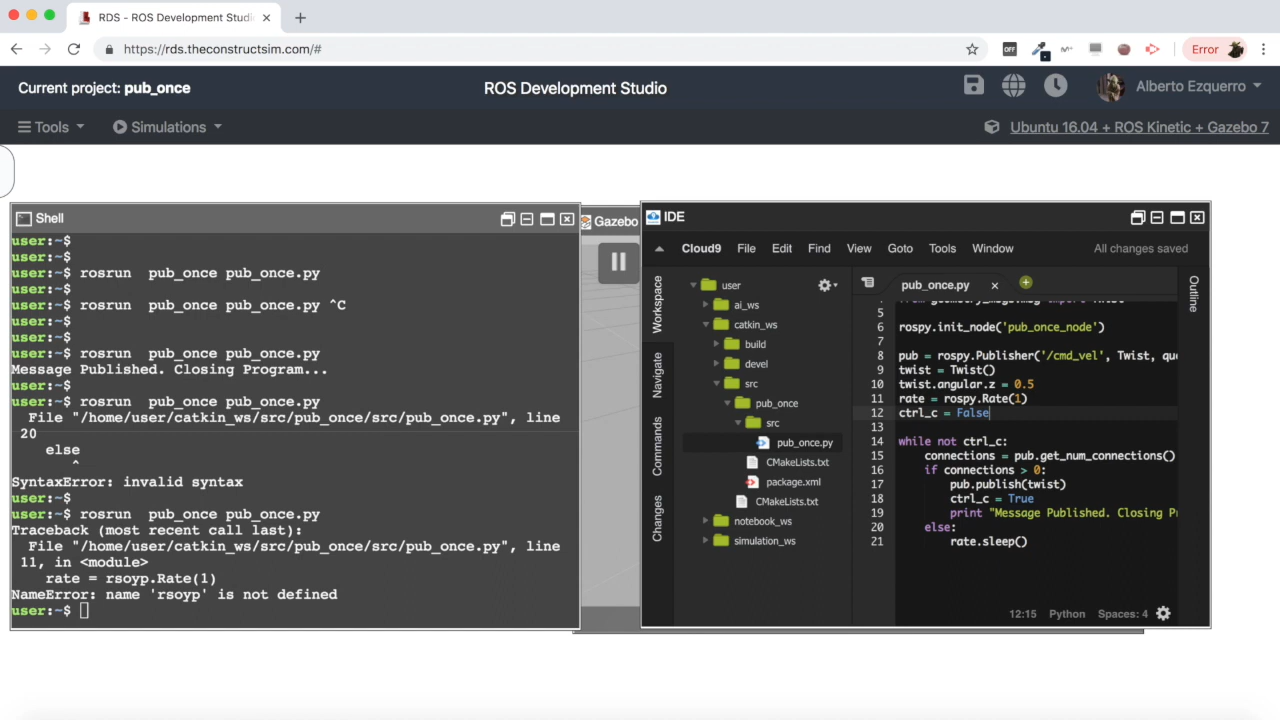 RDS - ROS Development Studi
https://rds.theconstructsim.com/#
OFF
Error
Current project: pub_once
ROS Development Studio
Alberto Ezquerro
Tools
Simulations
Ubuntu 16.04 + ROS Kinetic + Gazebo 7
Shell
user:~$
user:~$
user:~$ rosrun  pub_once pub_once.py
user:~$
user:~$ rosrun  pub_once pub_once.py ^C
user:~$
user:~$
user:~$ rosrun  pub_once pub_once.py
Message Published. Closing Program...
user:~$
user:~$ rosrun  pub_once pub_once.py
File "/home/user/catkin_ws/src/pub_once/src/pub_once.py", line
20
else
^
SyntaxError: invalid syntax
user:~$
user:~$ rosrun  pub_once pub_once.py
Traceback (most recent call last):
File "/home/user/catkin_ws/src/pub_once/src/pub_once.py", line
11, in <module>
rate = rsoyp.Rate(1)
NameError: name 'rsoyp' is not defined
user:~$
Gazebo
IDE
Cloud9 File Edit Find View Goto Tools Window All changes saved
Workspace
Navigate
Commands
Changes
user
ai_ws
catkin_ws
build
devel
src
pub_once
src
pub_once.py
CMakeLists.txt
package.xml
CMakeLists.txt
notebook_ws
simulation_ws
pub_once.py
Outline
5
6 rospy.init_node('pub_once_node')
7
8 pub = rospy.Publisher('/cmd_vel', Twist, que
9 twist = Twist()
10 twist.angular.z = 0.5
11 rate = rospy.Rate(1)
12 ctrl_c = False
13
14 while not ctrl_c:
15 connections = pub.get_num_connections()
16 if connections > 0:
17 pub.publish(twist)
18 ctrl_c = True
19 print "Message Published. Closing Pr
20 else:
21 rate.sleep()
12:15 Python Spaces: 4